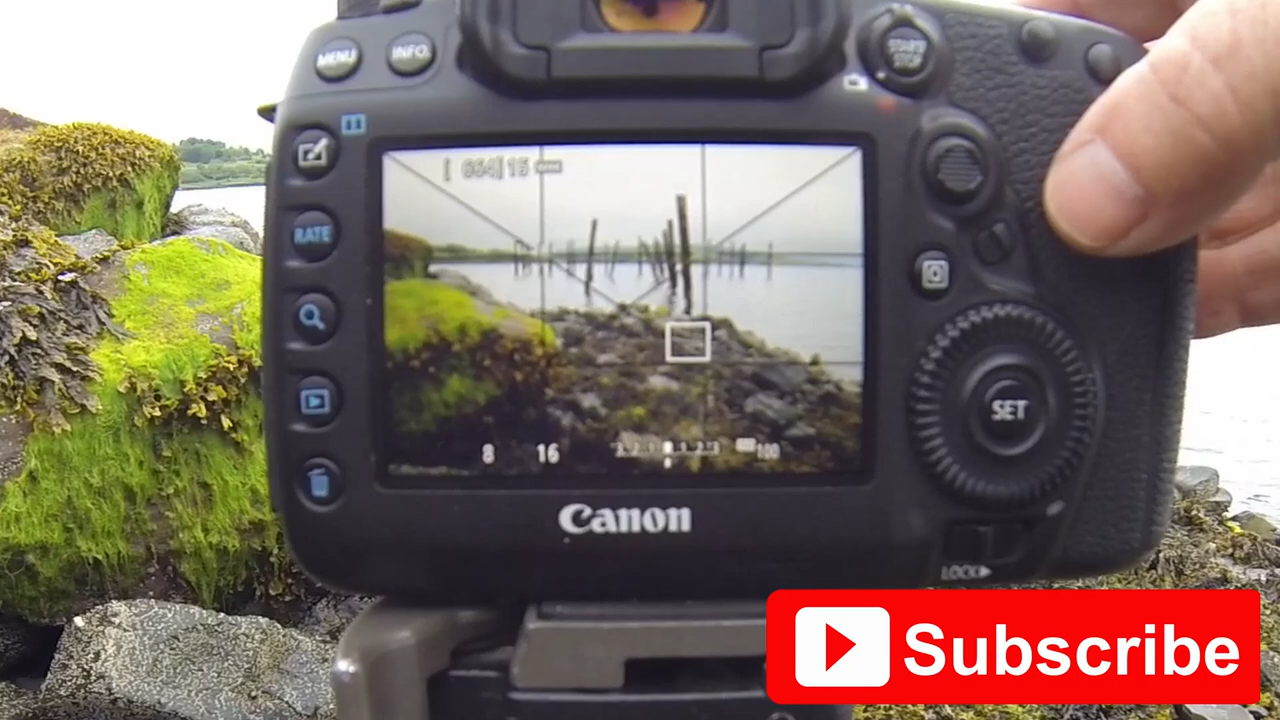 MENU
INFO
START
STOP
RATE
[ 664] 15
8 16 100
SET
Canon
LOCK▶
Subscribe